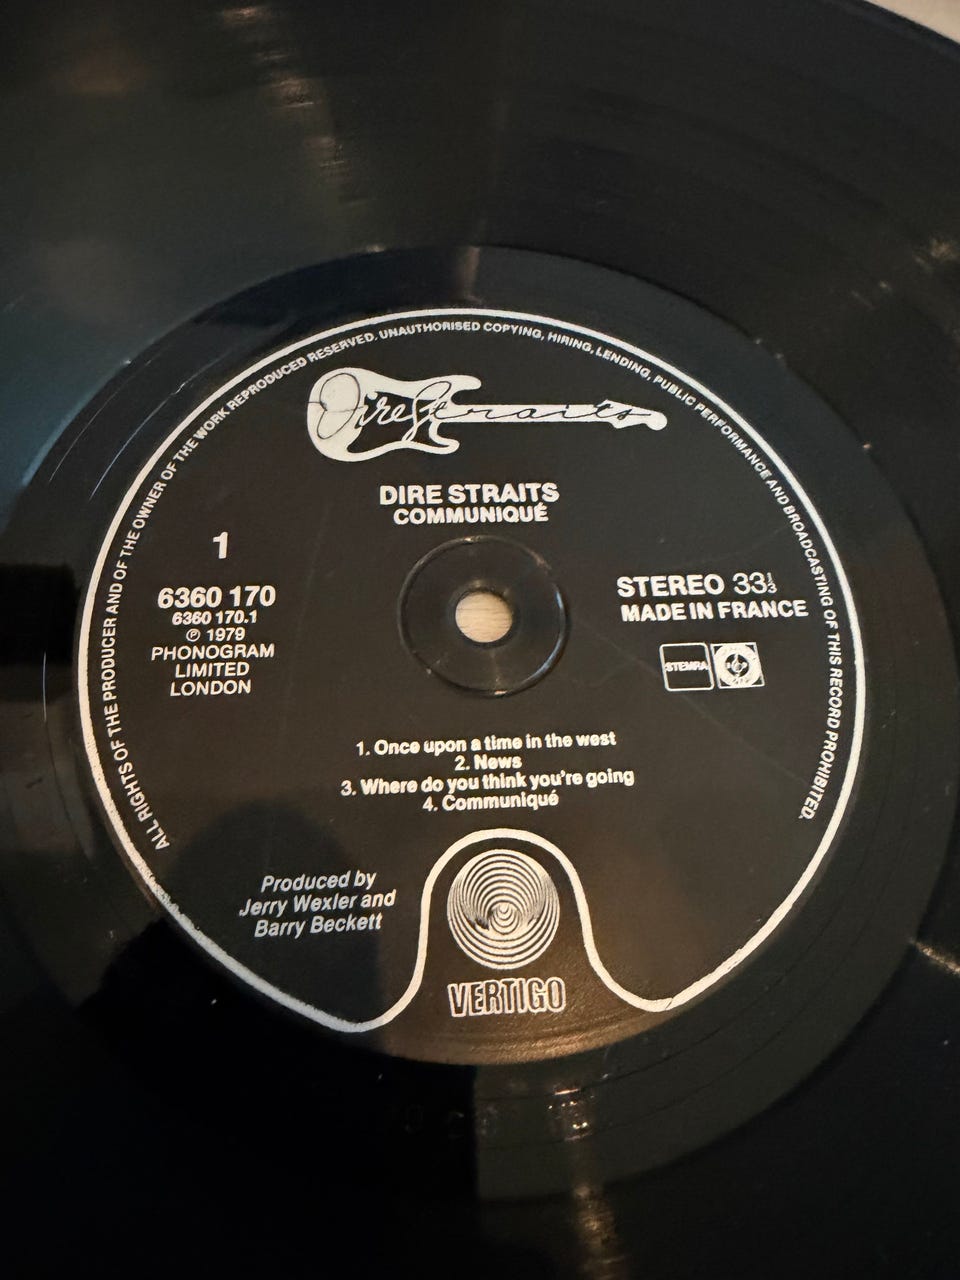 ALL RIGHTS OF THE PRODUCER AND OF THE OWNER OF THE WORK REPRODUCED RESERVED. UNAUTHORISED COPYING, HIRING, LENDING, PUBLIC PERFORMANCE AND BROADCASTING OF THIS RECORD PROHIBITED.
Dire Straits
DIRE STRAITS
COMMUNIQUÉ
1
6360 170
6360 170.1
℗ 1979
PHONOGRAM
LIMITED
LONDON
STEREO 33⅓
MADE IN FRANCE
STEMRA
1. Once upon a time in the west
2. News
3. Where do you think you're going
4. Communiqué
Produced by
Jerry Wexler and
Barry Beckett
VERTIGO